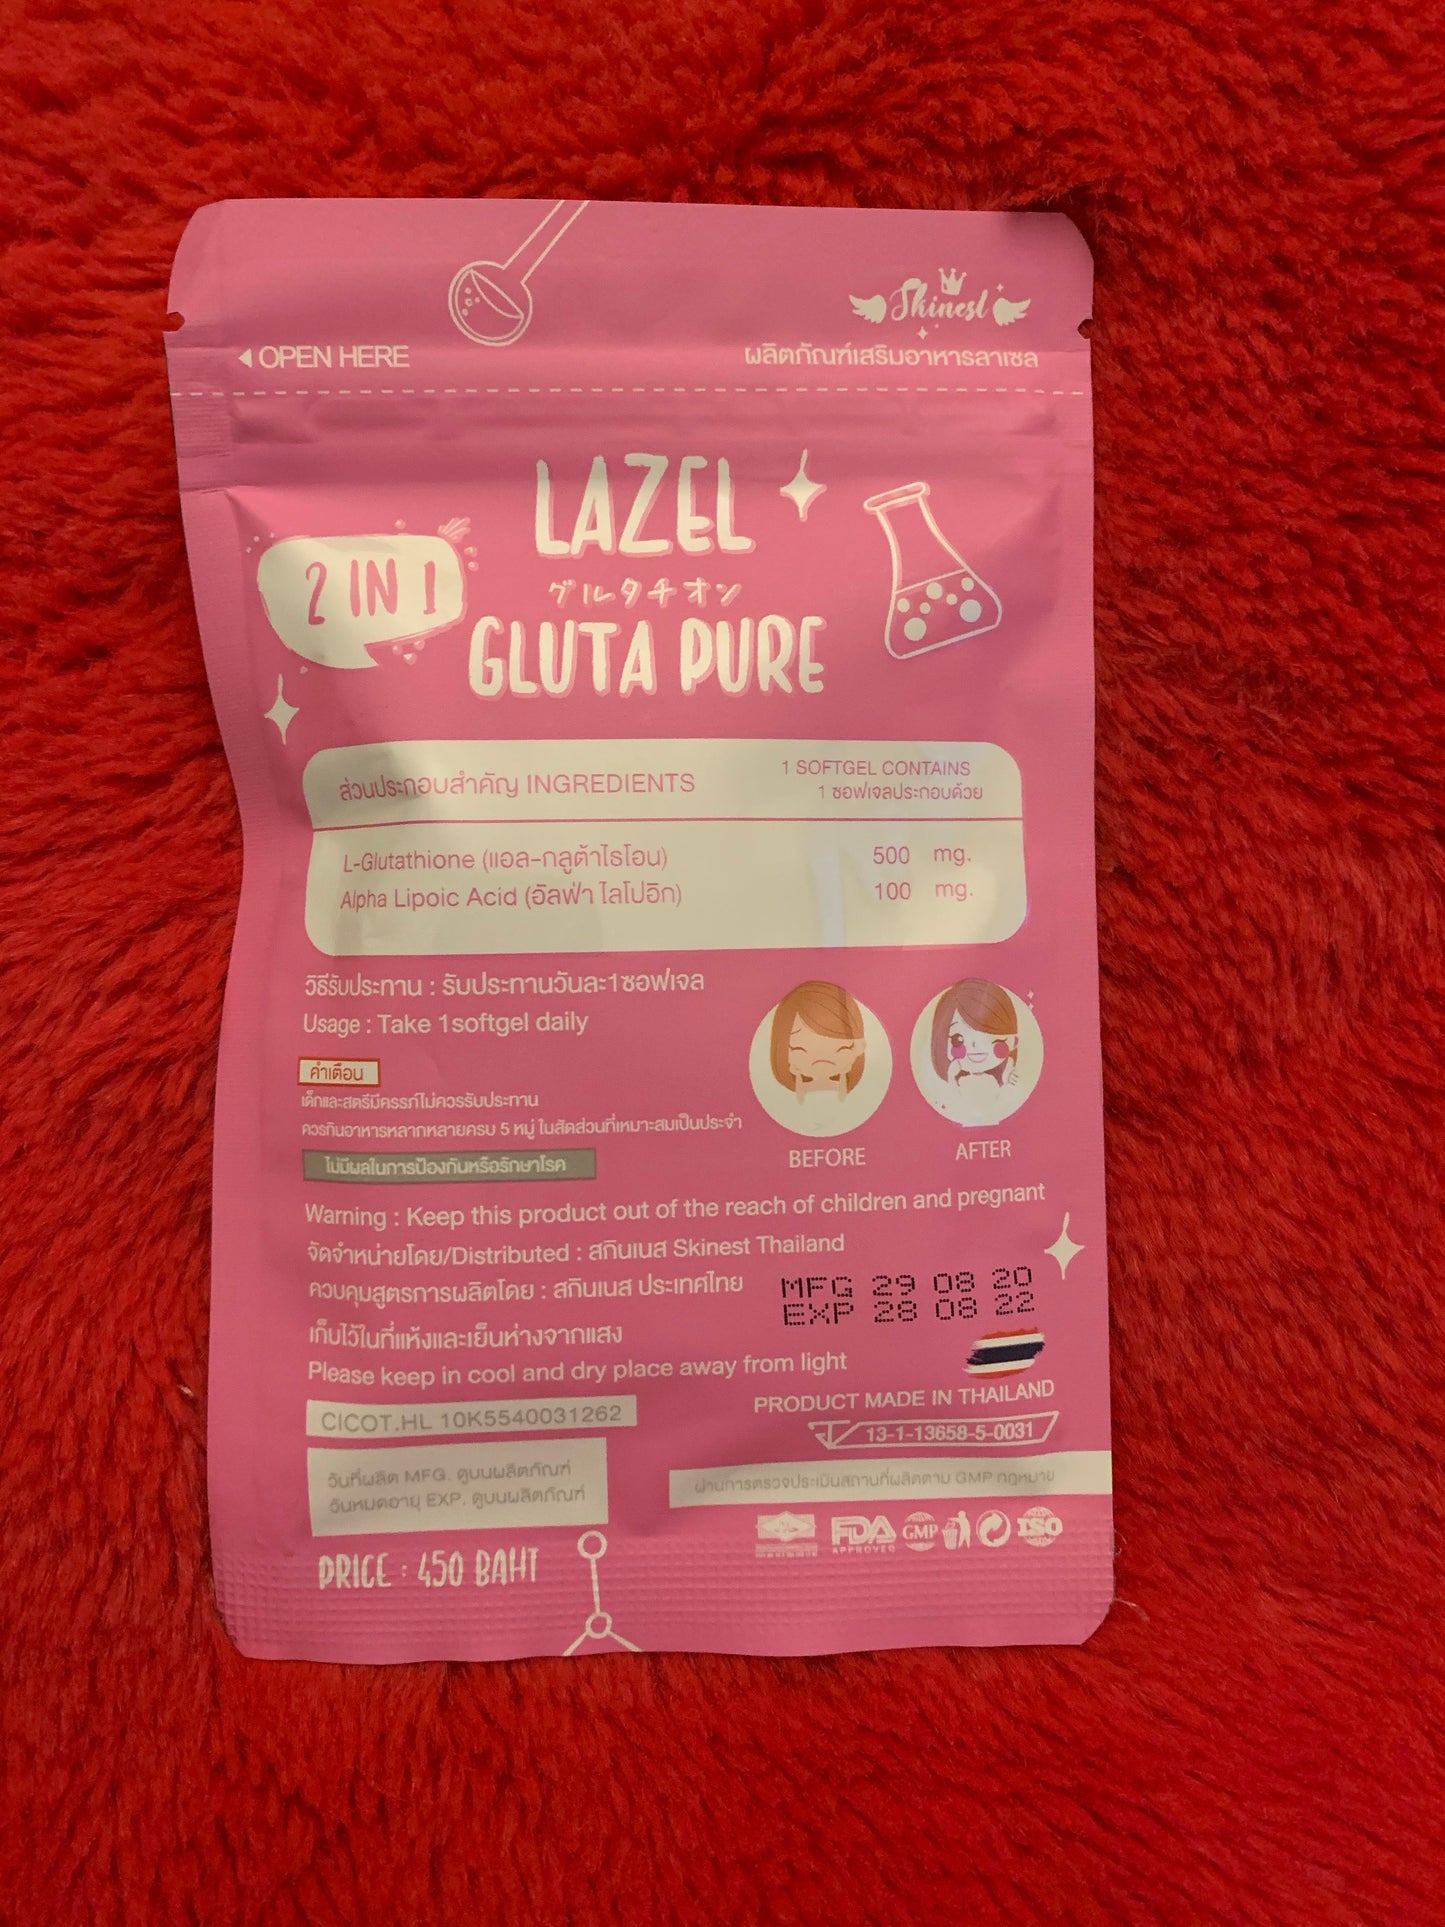 Skinest
◀ OPEN HERE
ผลิตภัณฑ์เสริมอาหารลาเซล
LAZEL
2 IN 1
グルタチオン
GLUTA PURE
ส่วนประกอบสำคัญ INGREDIENTS
1 SOFTGEL CONTAINS
1 ซอฟเจลประกอบด้วย
L-Glutathione (แอล-กลูต้าไธโอน) 500 mg.
Alpha Lipoic Acid (อัลฟ่า ไลโปอิก) 100 mg.
วิธีรับประทาน : รับประทานวันละ1ซอฟเจล
Usage : Take 1softgel daily
คำเตือน
เด็กและสตรีมีครรภ์ไม่ควรรับประทาน
ควรกินอาหารหลากหลายครบ 5 หมู่ ในสัดส่วนที่เหมาะสมเป็นประจำ
ไม่มีผลในการป้องกันหรือรักษาโรค
BEFORE
AFTER
Warning : Keep this product out of the reach of children and pregnant
จัดจำหน่ายโดย/Distributed : สกินเนส Skinest Thailand
ควบคุมสูตรการผลิตโดย : สกินเนส ประเทศไทย
MFG 29 08 20
EXP 28 08 22
เก็บไว้ในที่แห้งและเย็นห่างจากแสง
Please keep in cool and dry place away from light
PRODUCT MADE IN THAILAND
CICOT.HL 10K5540031262
13-1-13658-5-0031
วันที่ผลิต MFG. ดูบนผลิตภัณฑ์
วันหมดอายุ EXP. ดูบนผลิตภัณฑ์
ผ่านการตรวจประเมินสถานที่ผลิตตาม GMP กฎหมาย
FDA
APPROVED
GMP
ISO
PRICE : 450 BAHT